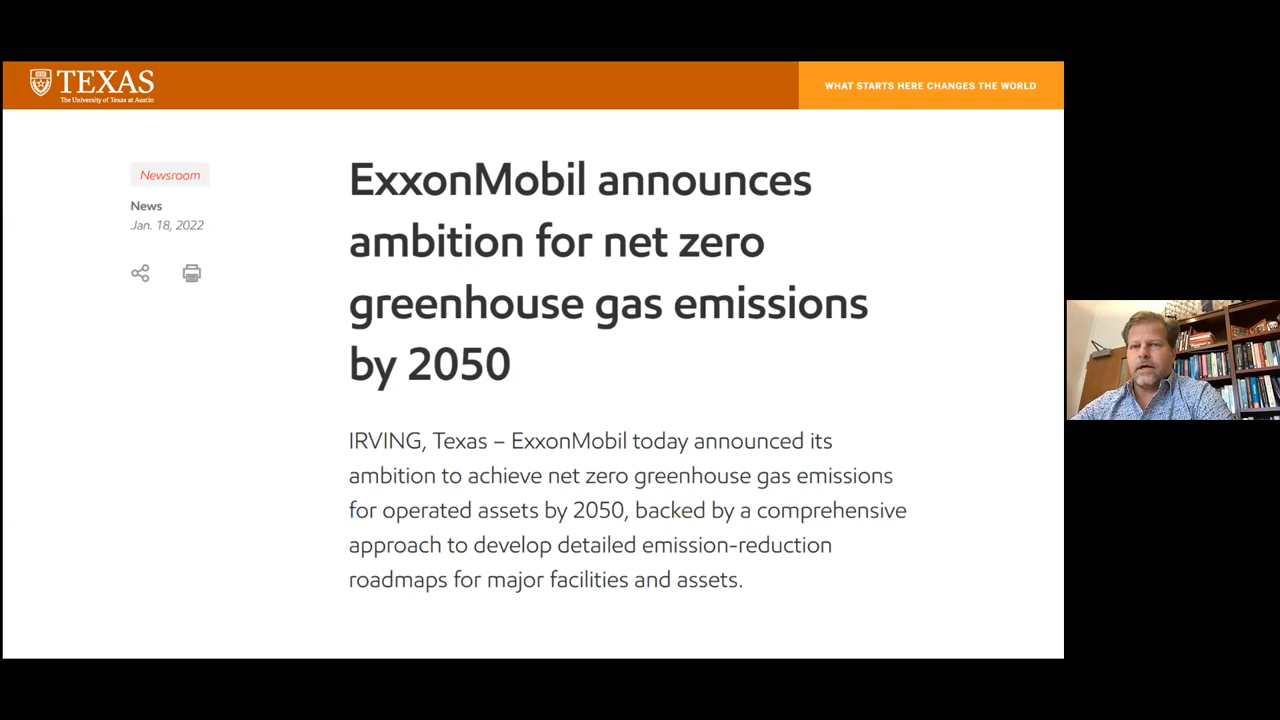 TEXAS
The University of Texas at Austin
WHAT STARTS HERE CHANGES THE WORLD
Newsroom
News
Jan. 18, 2022
ExxonMobil announces
ambition for net zero
greenhouse gas emissions
by 2050
IRVING, Texas – ExxonMobil today announced its
ambition to achieve net zero greenhouse gas emissions
for operated assets by 2050, backed by a comprehensive
approach to develop detailed emission-reduction
roadmaps for major facilities and assets.